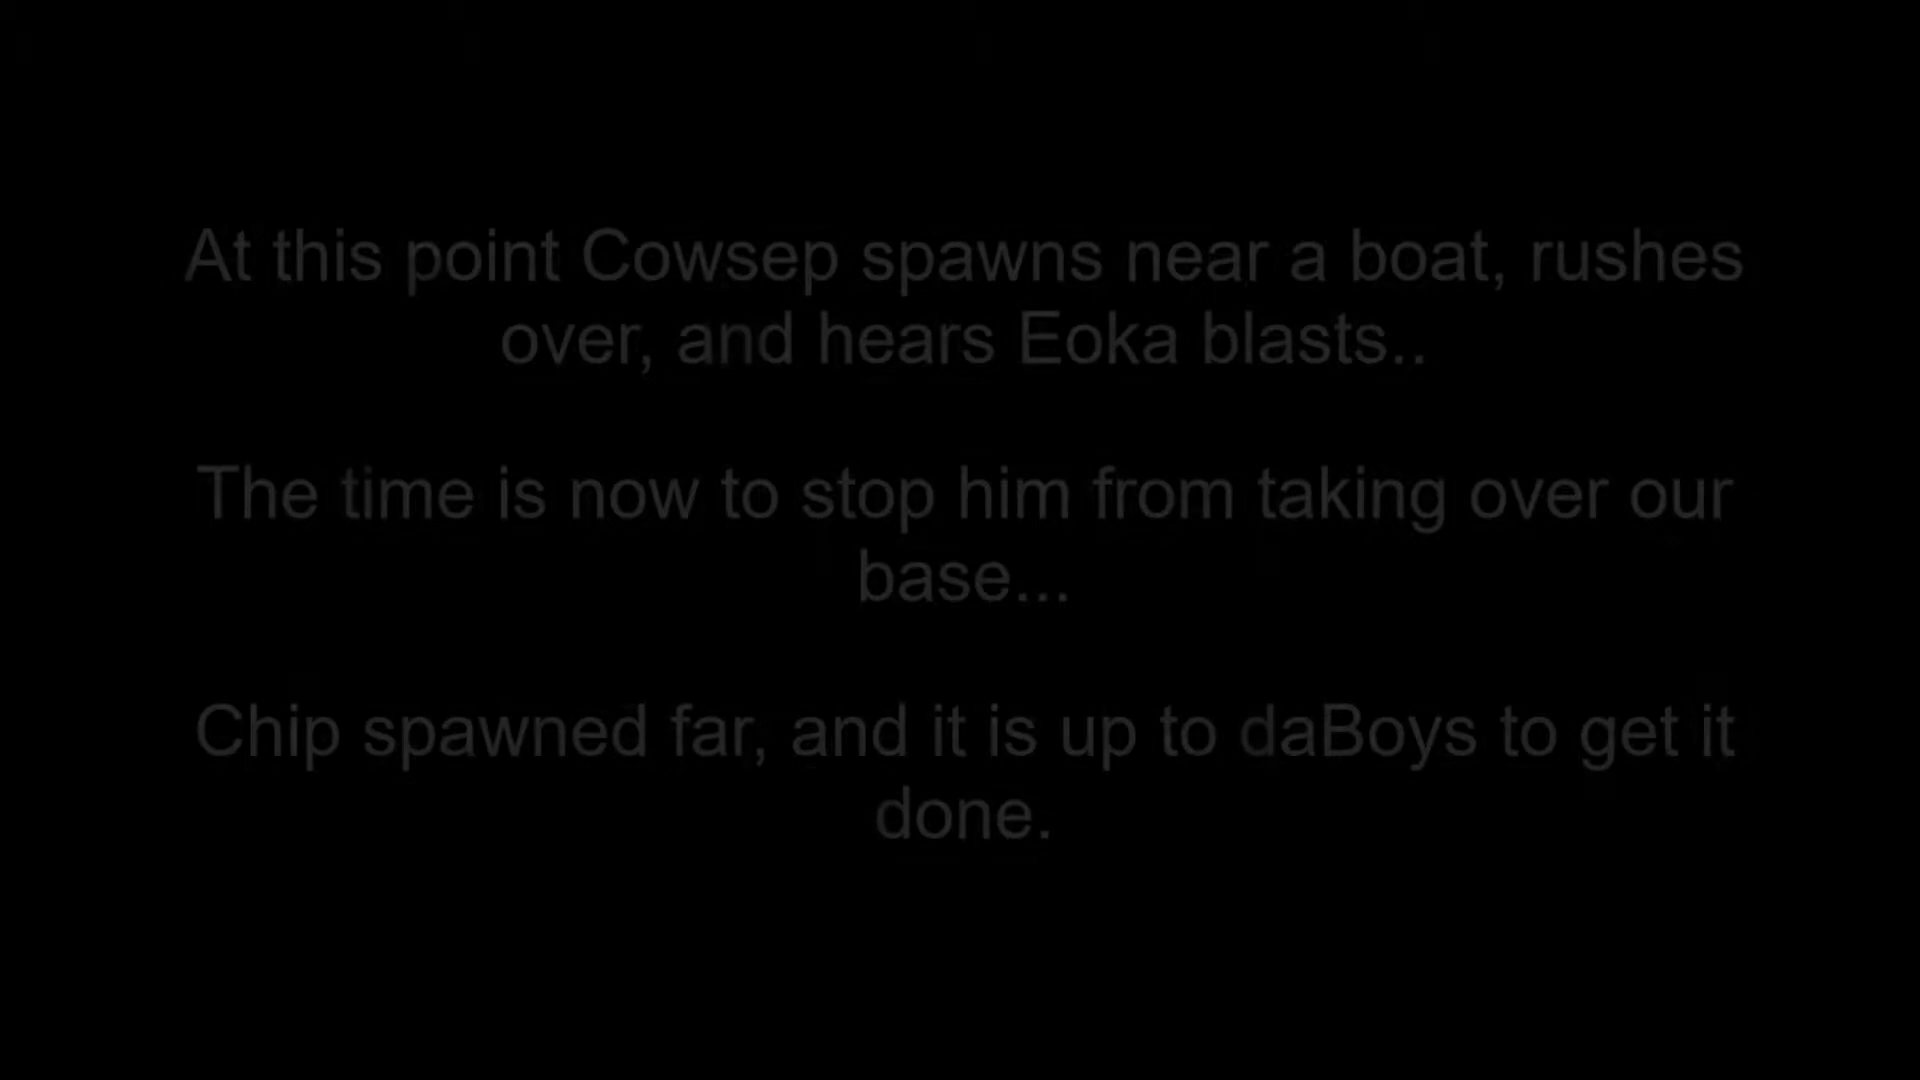 At this point Cowsep spawns near a boat, rushes
over, and hears Eoka blasts..
The time is now to stop him from taking over our
base...
Chip spawned far, and it is up to daBoys to get it
done.